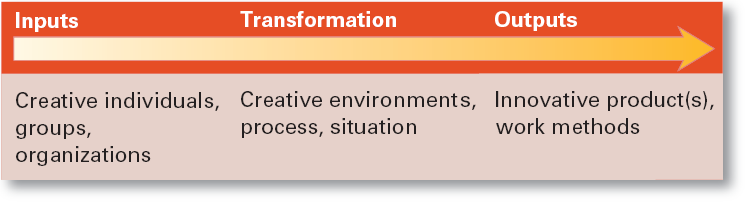 Inputs Transformation Outputs
Creative individuals,
groups,
organizations
Creative environments,
process, situation
Innovative product(s),
work methods